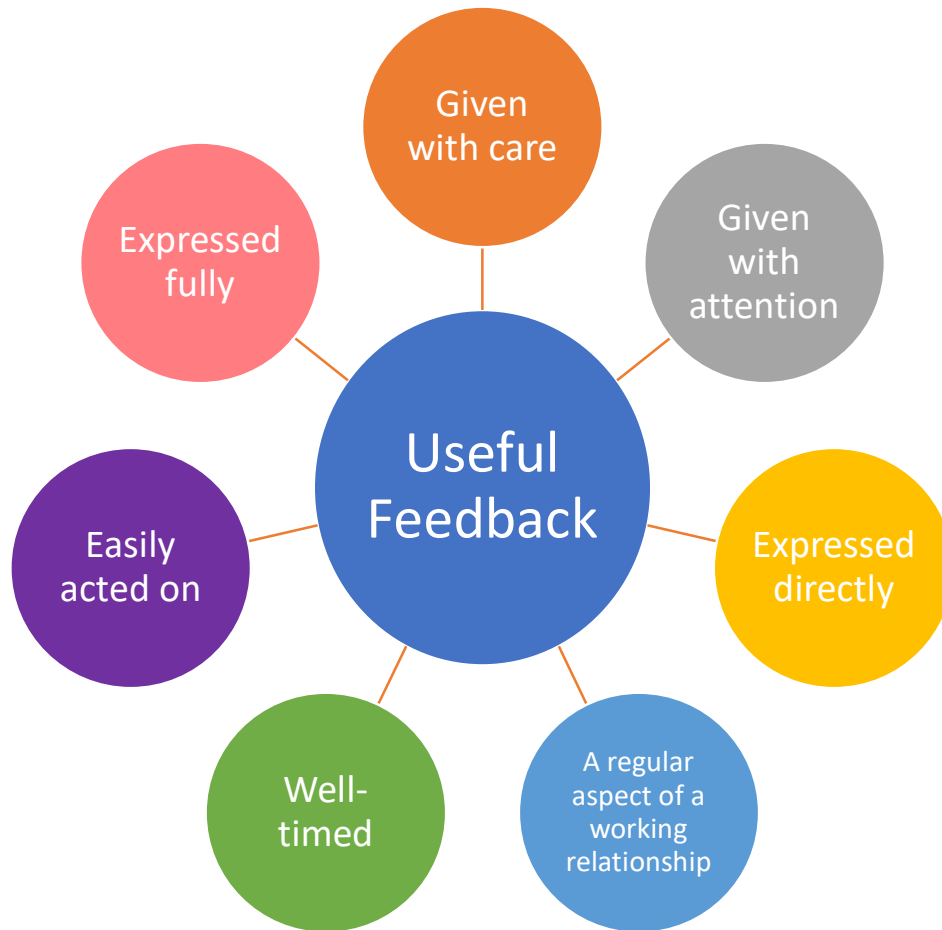 Given
with care
Given
with
attention
Expressed
directly
A regular
aspect of a
working
relationship
Well-
timed
Easily
acted on
Expressed
fully
Useful
Feedback